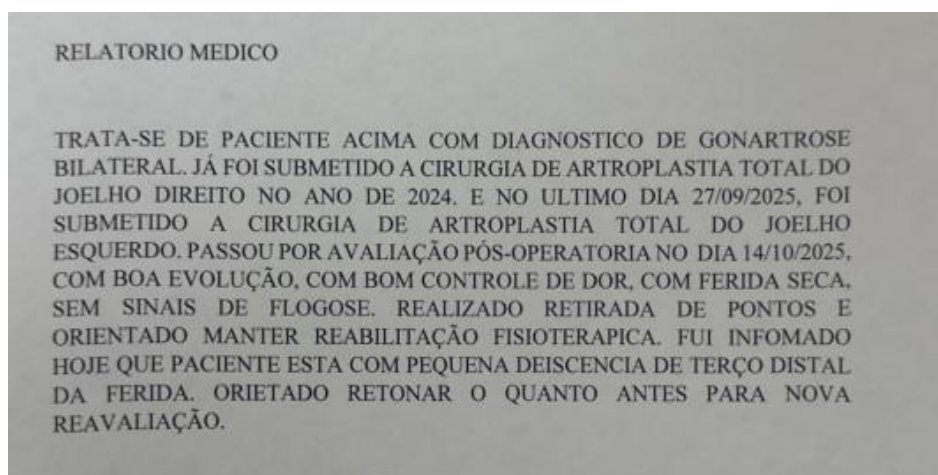 RELATORIO MEDICO
TRATA-SE DE PACIENTE ACIMA COM DIAGNOSTICO DE GONARTROSE
BILATERAL. JÁ FOI SUBMETIDO A CIRURGIA DE ARTROPLASTIA TOTAL DO
JOELHO DIREITO NO ANO DE 2024. E NO ULTIMO DIA 27/09/2025, FOI
SUBMETIDO A CIRURGIA DE ARTROPLASTIA TOTAL DO JOELHO
ESQUERDO. PASSOU POR AVALIAÇÃO PÓS-OPERATORIA NO DIA 14/10/2025,
COM BOA EVOLUÇÃO, COM BOM CONTROLE DE DOR, COM FERIDA SECA,
SEM SINAIS DE FLOGOSE. REALIZADO RETIRADA DE PONTOS E
ORIENTADO MANTER REABILITAÇÃO FISIOTERAPICA. FUI INFOMADO
HOJE QUE PACIENTE ESTA COM PEQUENA DEISCENCIA DE TERÇO DISTAL
DA FERIDA. ORIETADO RETONAR O QUANTO ANTES PARA NOVA
REAVALIAÇÃO.